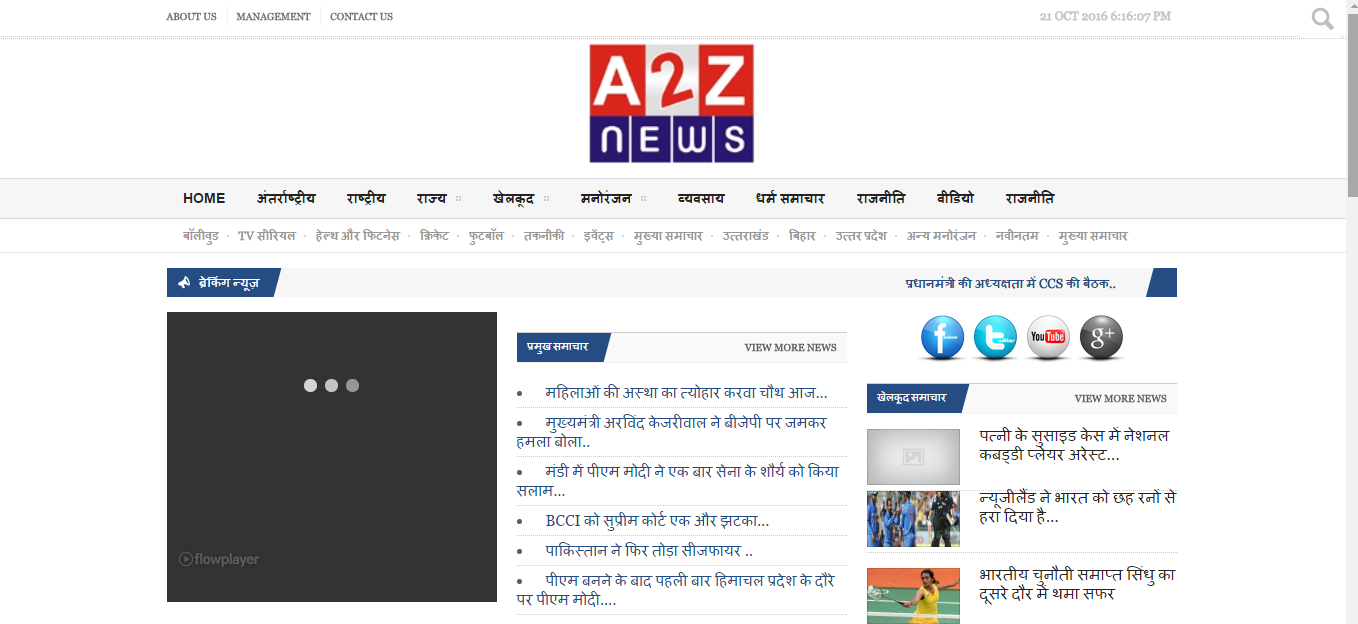 ABOUT US
MANAGEMENT
CONTACT US
21 OCT 2016 6:16:07 PM
A2Z
NEWS
HOME अंतर्राष्ट्रीय राष्ट्रीय राज्य खेलकूद मनोरंजन व्यवसाय धर्म समाचार राजनीति वीडियो राजनीति
बॉलीवुड TV सीरियल हेल्थ और फिटनेस क्रिकेट फुटबॉल तकनीकी इवेंट्स मुख्या समाचार उत्तराखंड बिहार उत्तर प्रदेश अन्य मनोरंजन नवीनतम मुख्या समाचार
ब्रेकिंग न्यूज़
प्रधानमंत्री की अध्यक्षता में CCS की बैठक..
flowplayer
प्रमुख समाचार
VIEW MORE NEWS
महिलाओं की अस्था का त्योहार करवा चौथ आज...
मुख्यमंत्री अरविंद केजरीवाल ने बीजेपी पर जमकर
हमला बोला..
मंडी में पीएम मोदी ने एक बार सेना के शौर्य को किया
सलाम...
BCCI को सुप्रीम कोर्ट एक और झटका...
पाकिस्तान ने फिर तोड़ा सीजफायर ..
पीएम बनने के बाद पहली बार हिमाचल प्रदेश के दौरे
पर पीएम मोदी....
You Tube
g+
खेलकूद समाचार
VIEW MORE NEWS
पत्नी के सुसाइड केस में नेशनल
कबड्डी प्लेयर अरेस्ट...
न्यूजीलैंड ने भारत को छह रनों से
हरा दिया है...
भारतीय चुनौती समाप्त सिंधु का
दूसरे दौर में थमा सफर